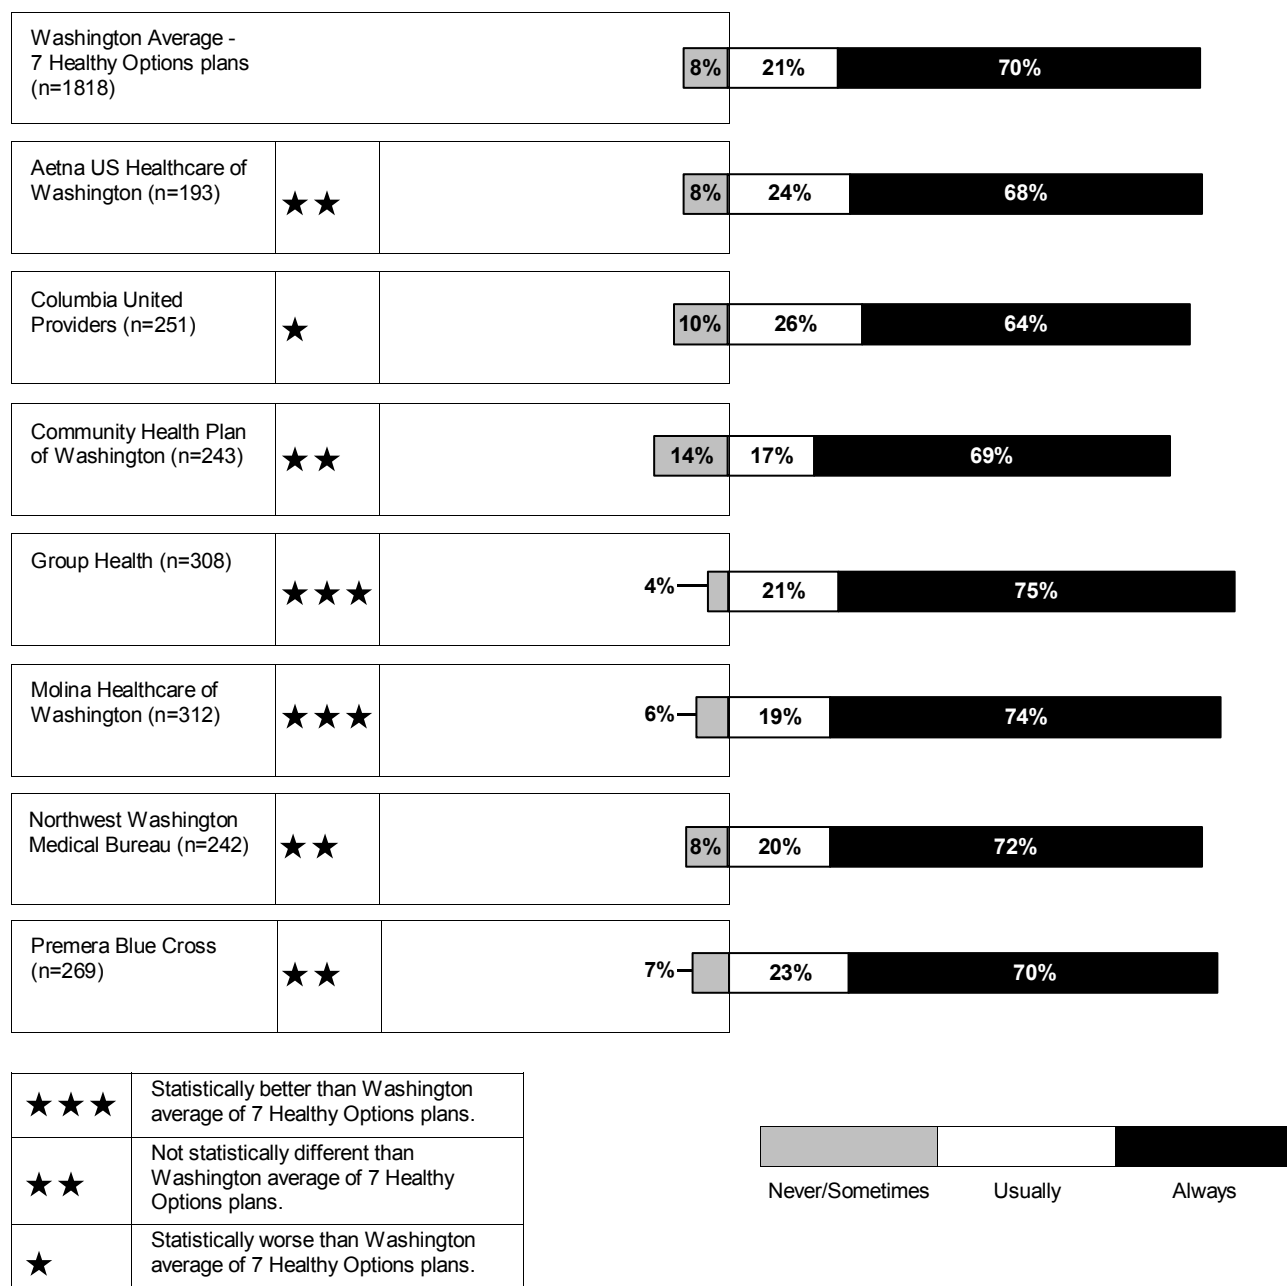 Washington Average -
7 Healthy Options plans
(n=1818)
8% 21% 70%
Aetna US Healthcare of
Washington (n=193)
★★
8% 24% 68%
Columbia United
Providers (n=251)
★
10% 26% 64%
Community Health Plan
of Washington (n=243)
★★
14% 17% 69%
Group Health (n=308)
★★★
4% 21% 75%
Molina Healthcare of
Washington (n=312)
★★★
6% 19% 74%
Northwest Washington
Medical Bureau (n=242)
★★
8% 20% 72%
Premera Blue Cross
(n=269)
★★
7% 23% 70%
★★★
Statistically better than Washington
average of 7 Healthy Options plans.
★★
Not statistically different than
Washington average of 7 Healthy
Options plans.
★
Statistically worse than Washington
average of 7 Healthy Options plans.
Never/Sometimes Usually Always